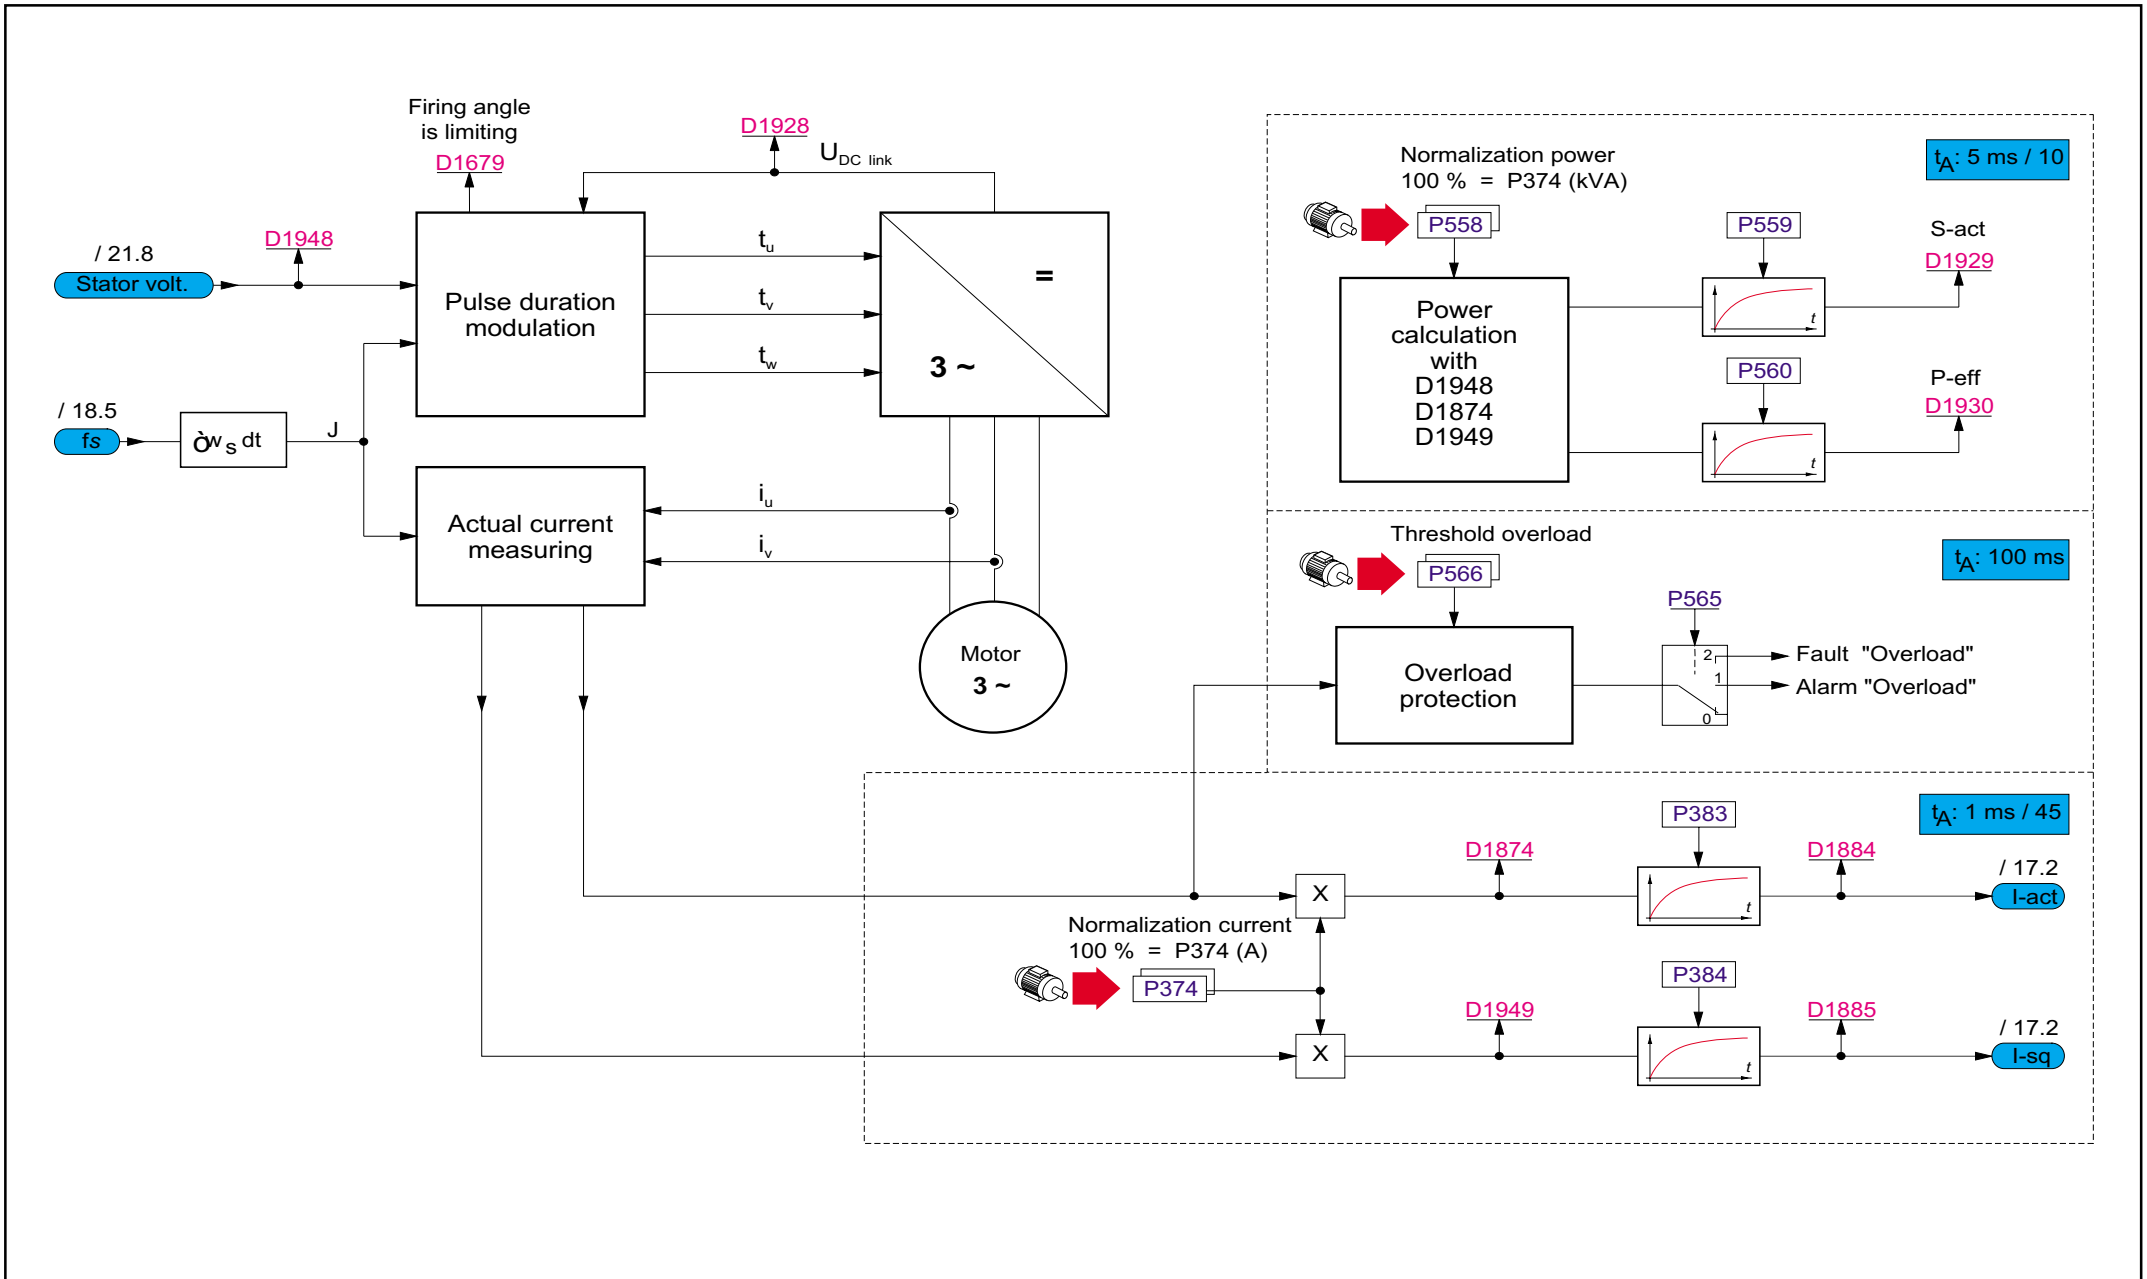 Firing angle
is limiting
D1679
D1928
U DC link
/ 21.8
Stator volt.
D1948
Pulse duration
modulation
tu
tv
tw
=
3 ~
/ 18.5
fs
òw s dt
J
Actual current
measuring
iu
iv
Motor
3 ~
Normalization power
100 % = P374 (kVA)
tA: 5 ms / 10
P558
P559
S-act
D1929
Power
calculation
with
D1948
D1874
D1949
t
P560
P-eff
D1930
t
Threshold overload
tA: 100 ms
P566
P565
Overload
protection
2
1
0
Fault "Overload"
Alarm "Overload"
tA: 1 ms / 45
P383
D1874
D1884
/ 17.2
X
t
I-act
Normalization current
100 % = P374 (A)
P374
P384
D1949
D1885
/ 17.2
X
t
I-sq